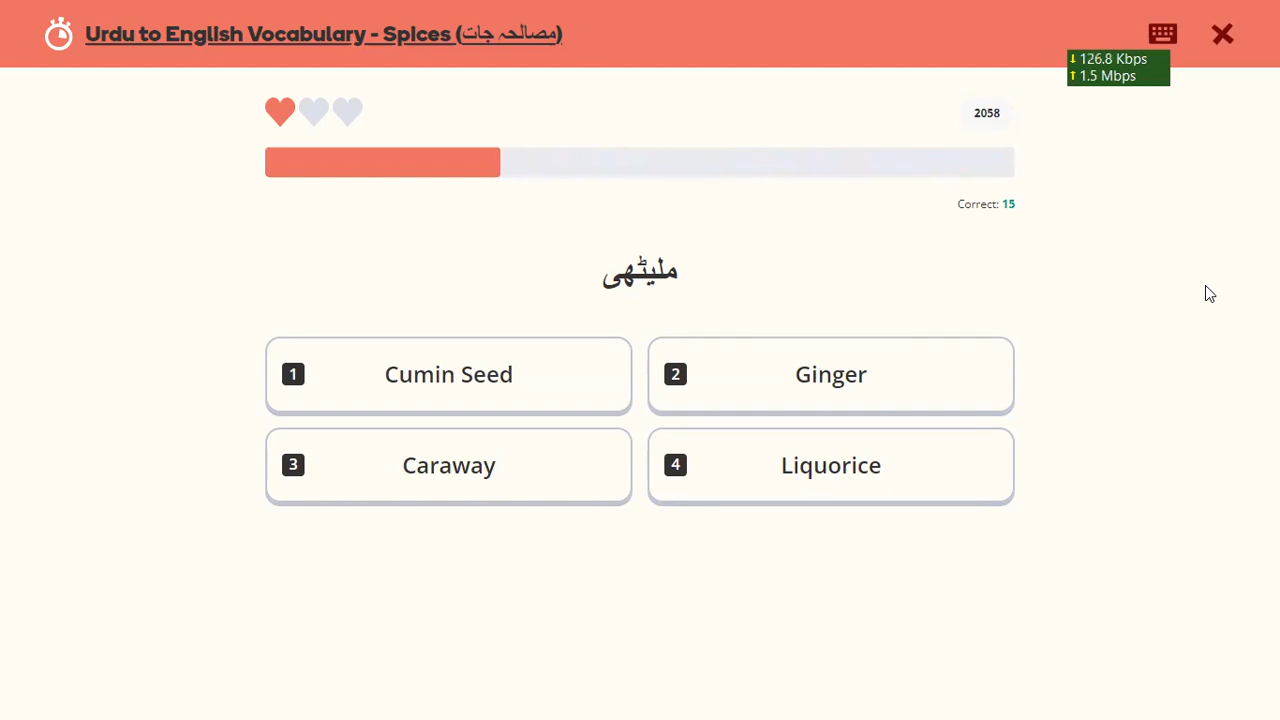 Urdu to English Vocabulary - Spices (مصالحہ جات)
↓ 126.8 Kbps
↑ 1.5 Mbps
2058
Correct: 15
ملیٹھی
1 Cumin Seed
2 Ginger
3 Caraway
4 Liquorice